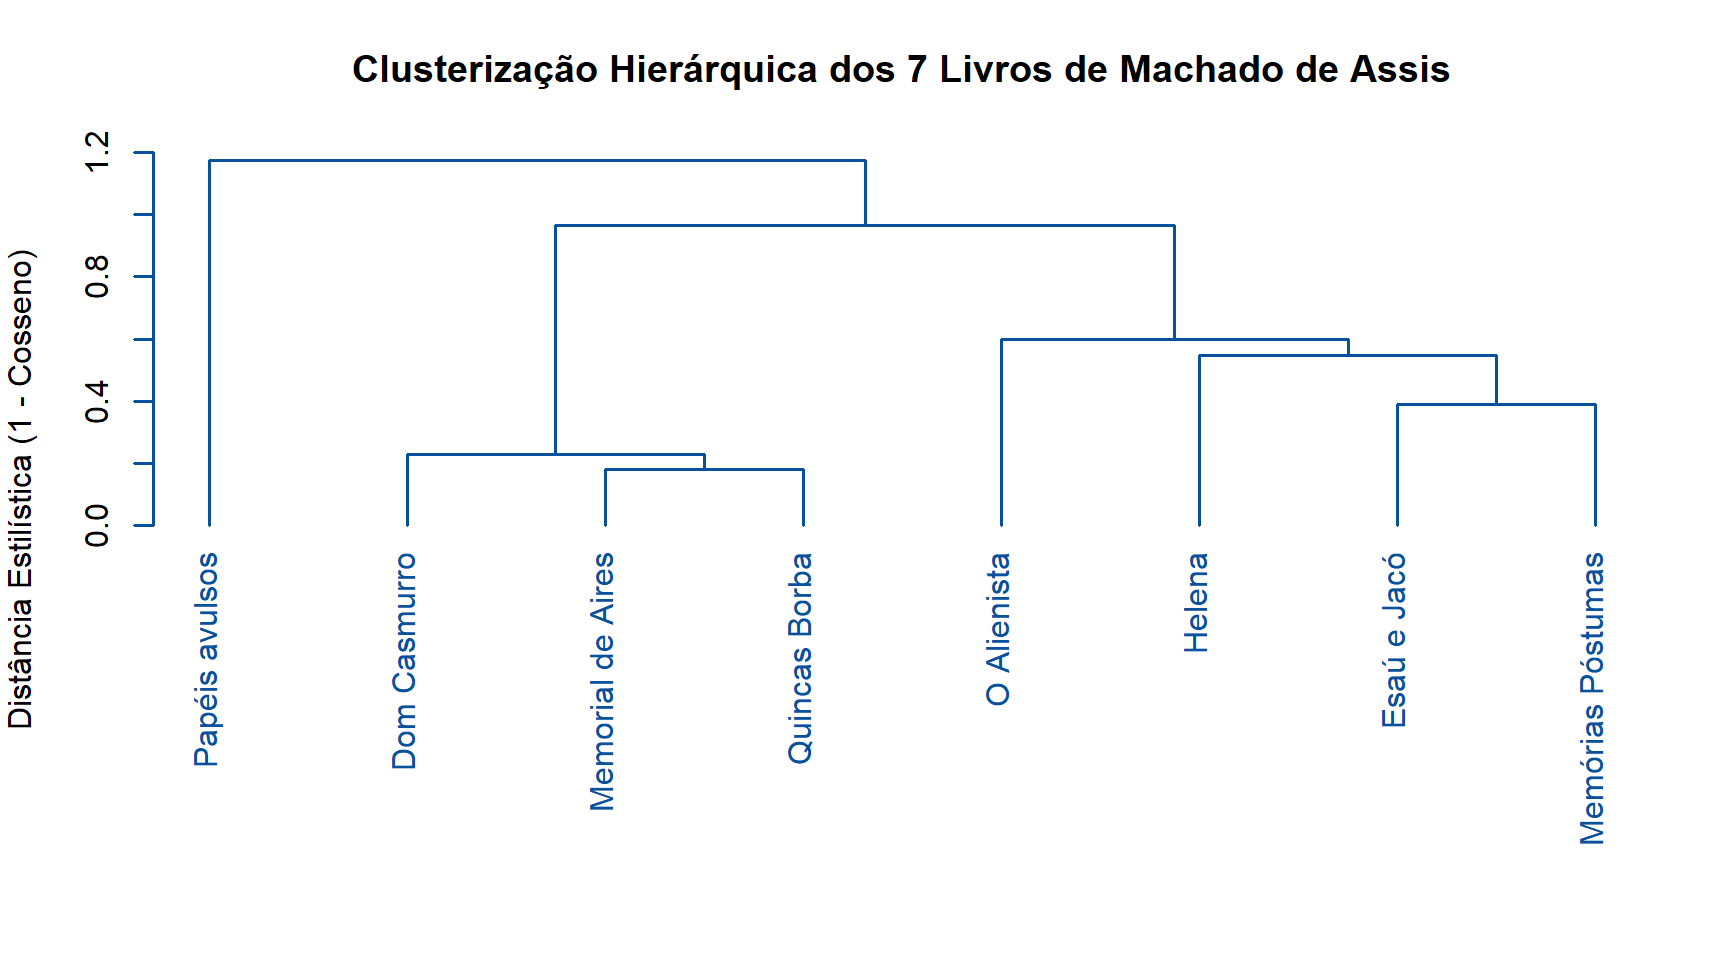 Clusterização Hierárquica dos 7 Livros de Machado de Assis
Distância Estilística (1 - Cosseno)
1.2
0.8
0.4
0.0
Papéis avulsos
Dom Casmurro
Memorial de Aires
Quincas Borba
O Alienista
Helena
Esaú e Jacó
Memórias Póstumas